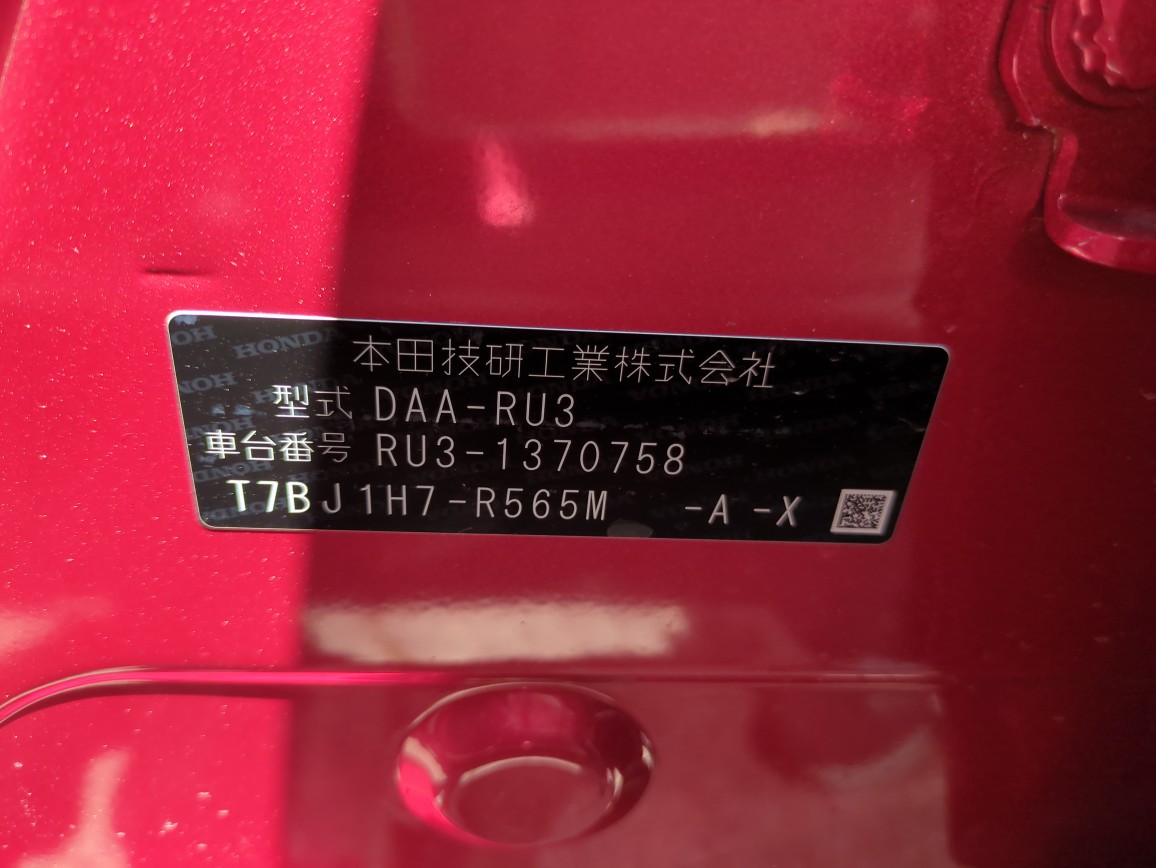 本田技研工業株式会社
型式 DAA-RU3
車台番号 RU3-1370758
T7BJ1H7-R565M -A -X